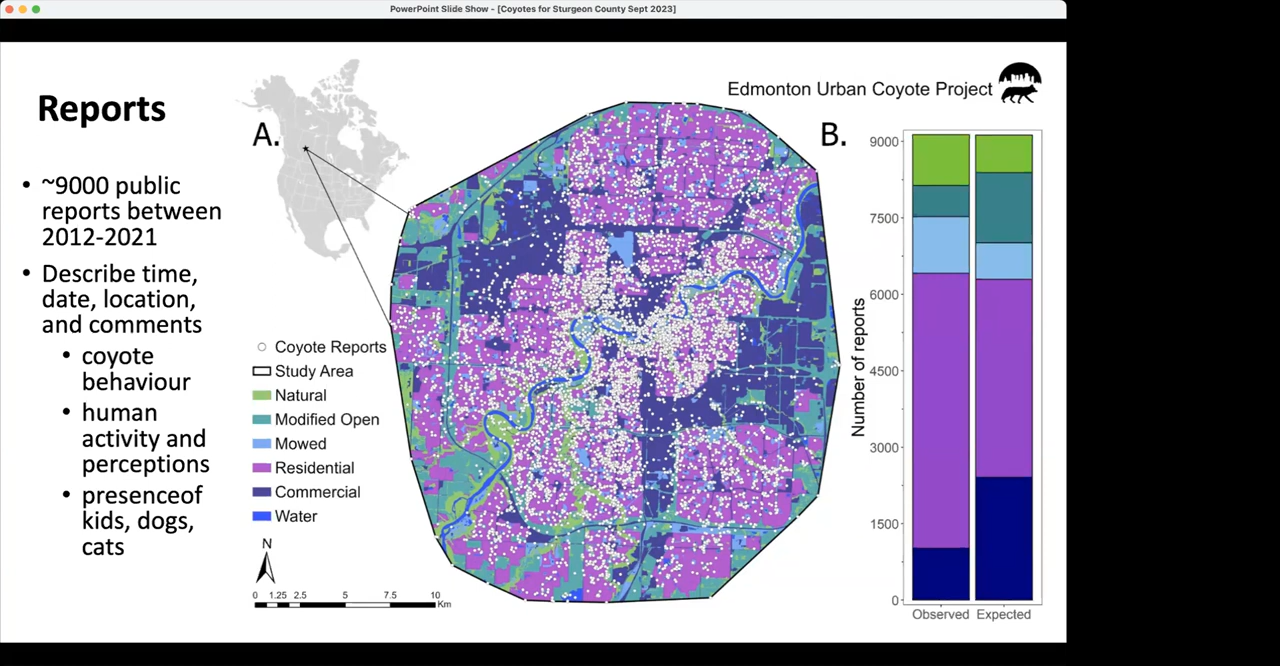 PowerPoint Slide Show - [Coyotes for Sturgeon County Sept 2023]
Reports
Edmonton Urban Coyote Project
• ~9000 public
reports between
2012-2021
• Describe time,
date, location,
and comments
• coyote
behaviour
• human
activity and
perceptions
• presenceof
kids, dogs,
cats
A.
Coyote Reports
Study Area
Natural
Modified Open
Mowed
Residential
Commercial
Water
N
0 1.25 2.5 5 7.5 10
Km
B.
Number of reports
9000
7500
6000
4500
3000
1500
0
Observed Expected